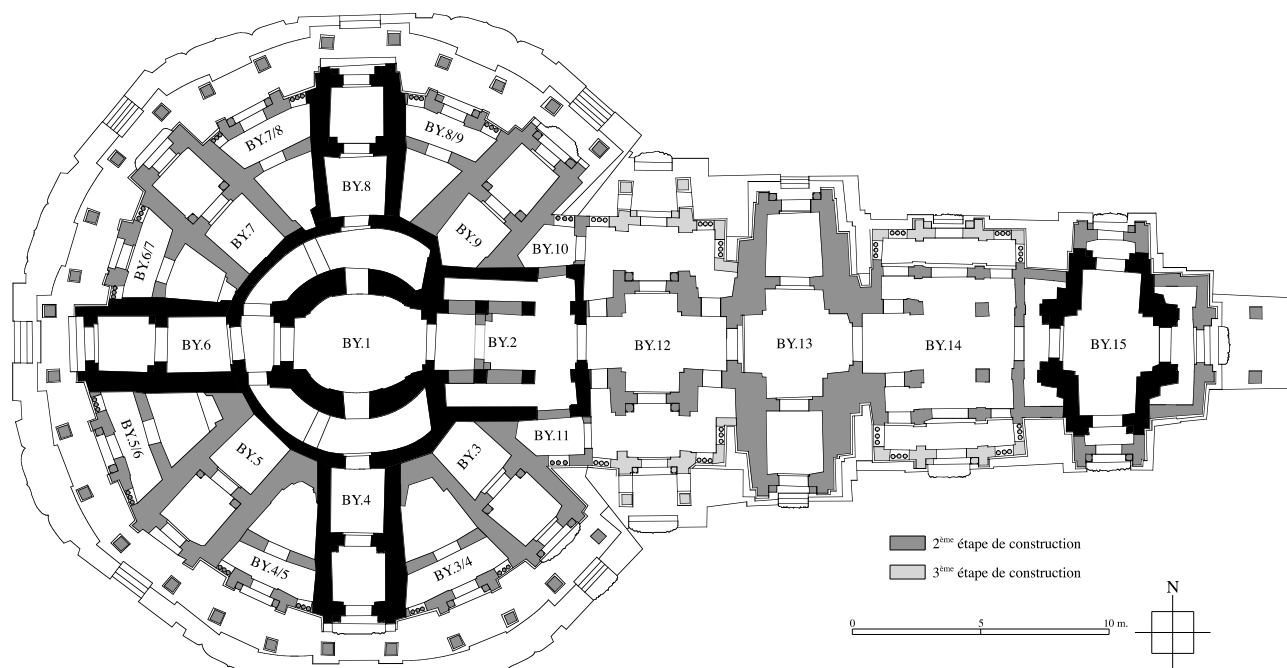 BY.7/8
BY.8/9
BY.8
BY.7
BY.9
BY.6/7
BY.10
BY.6
BY.1
BY.2
BY.12
BY.13
BY.14
BY.15
BY.5/6
BY.5
BY.3
BY.11
BY.4
BY.4/5
BY.3/4
2ème étape de construction
3ème étape de construction
N
0 5 10 m.